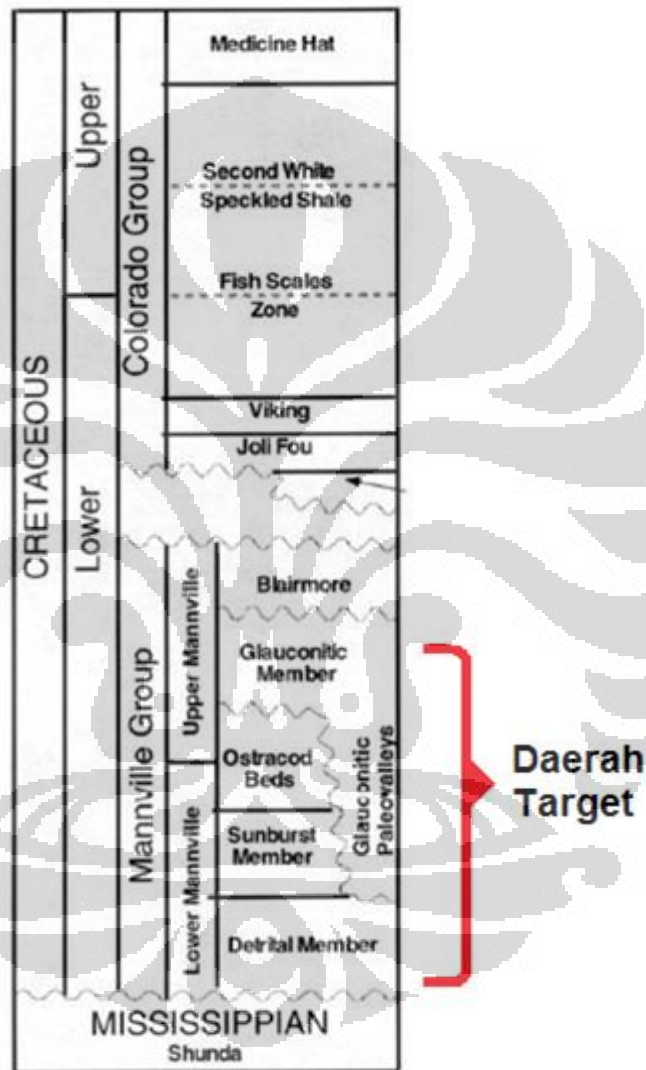 CRETACEOUS
Upper
Lower
Colorado Group
Mannville Group
Upper Mannville
Lower Mannville
Medicine Hat
Second White
Speckled Shale
Fish Scales
Zone
Viking
Joli Fou
Blairmore
Glauconitic
Member
Ostracod
Beds
Glauconitic
Paleovalleys
Sunburst
Member
Detrital Member
MISSISSIPPIAN
Shunda
Daerah
Target